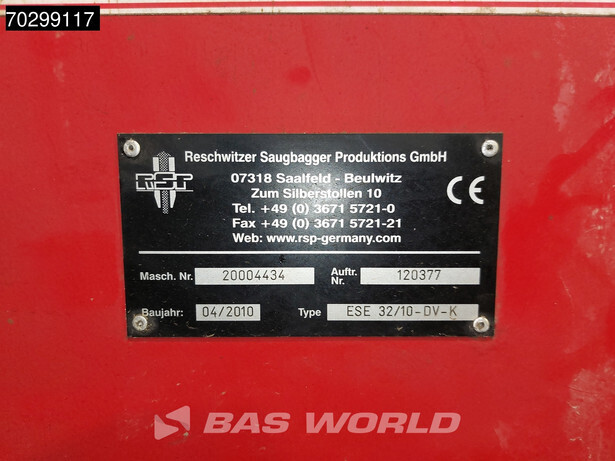 70299117
Reschwitzer Saugbagger Produktions GmbH
RSP
07318 Saalfeld - Beulwitz
Zum Silberstollen 10
Tel. +49 (0) 3671 5721-0
Fax +49 (0) 3671 5721-21
Web: www.rsp-germany.com
CE
Masch. Nr. 20004434 Auftr. Nr. 120377
Baujahr: 04/2010 Type ESE 32/10-DV-K
BAS WORLD